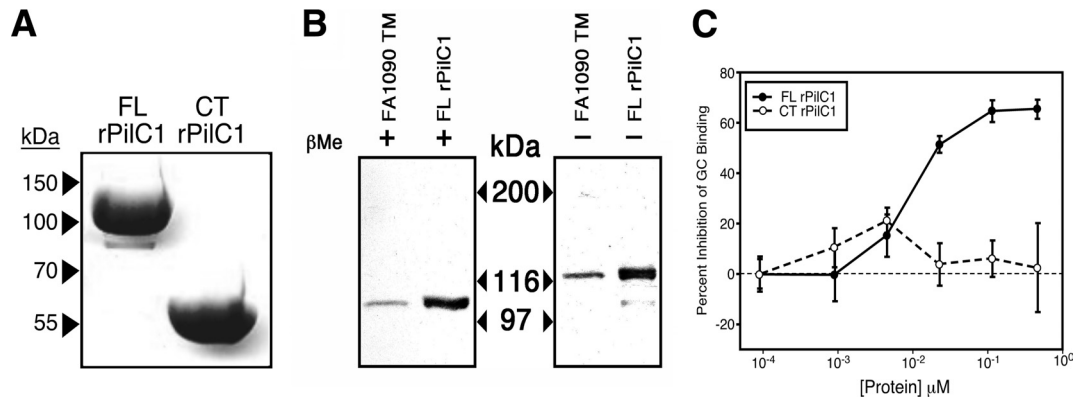 A
FL
rPilC1
CT
rPilC1
kDa
150
100
70
55
B
FA1090 TM
FL rPilC1
FA1090 TM
FL rPilC1
βMe
+
+
−
−
kDa
200
116
97
C
80
60
40
20
0
-20
Percent Inhibition of GC Binding
FL rPilC1
CT rPilC1
10-4
10-3
10-2
10-1
100
[Protein] μM